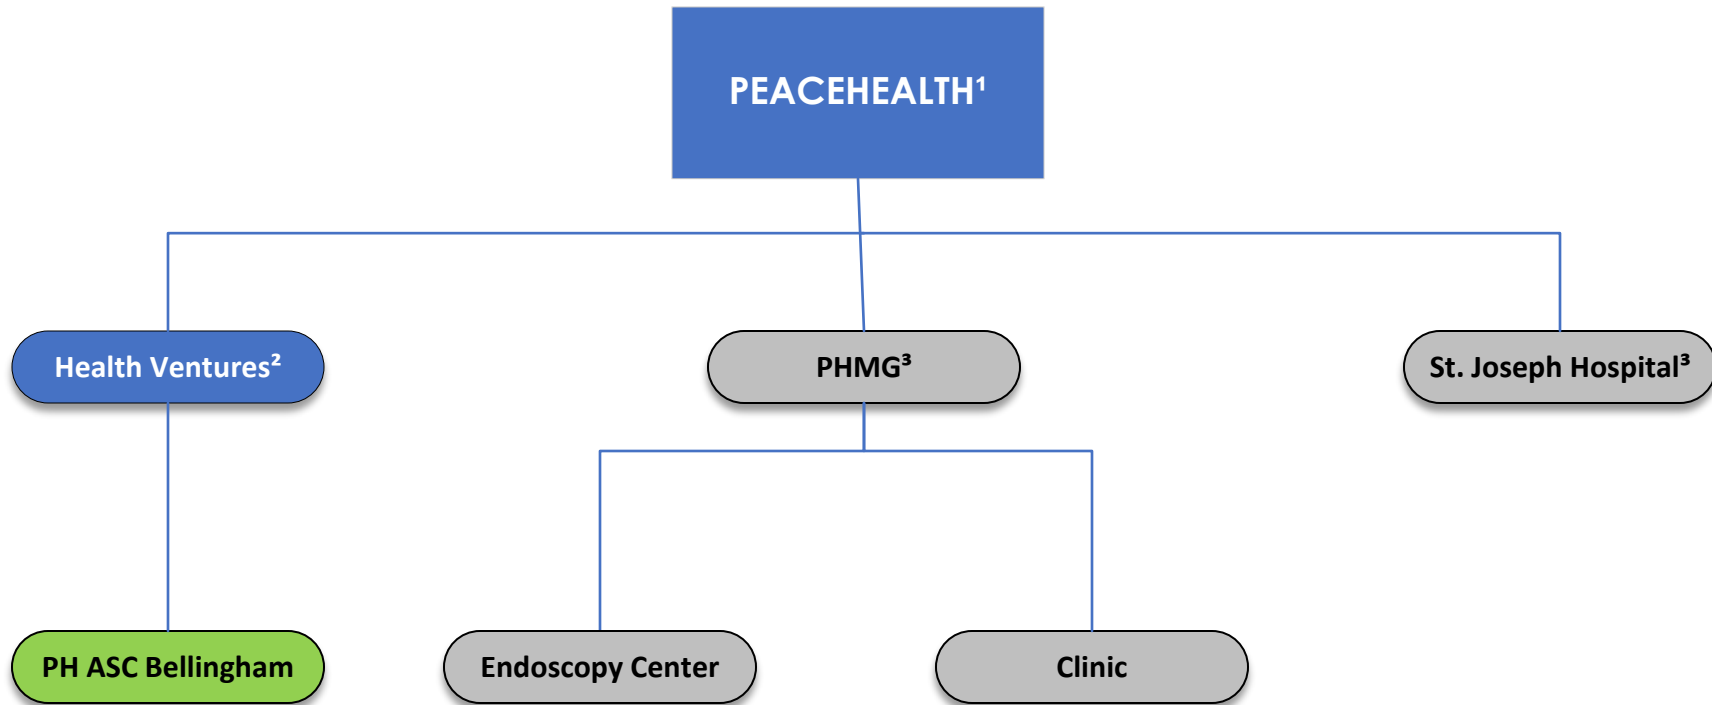 PEACEHEALTH¹
Health Ventures²
PHMG³
St. Joseph Hospital³
PH ASC Bellingham
Endoscopy Center
Clinic